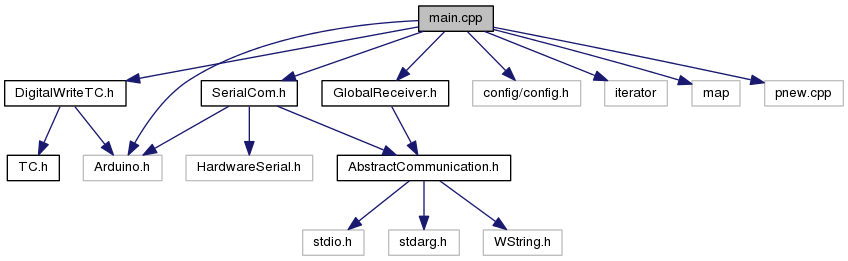 main.cpp
DigitalWriteTC.h
SerialCom.h
GlobalReceiver.h
config/config.h
iterator
map
pnew.cpp
TC.h
Arduino.h
HardwareSerial.h
AbstractCommunication.h
stdio.h
stdarg.h
WString.h